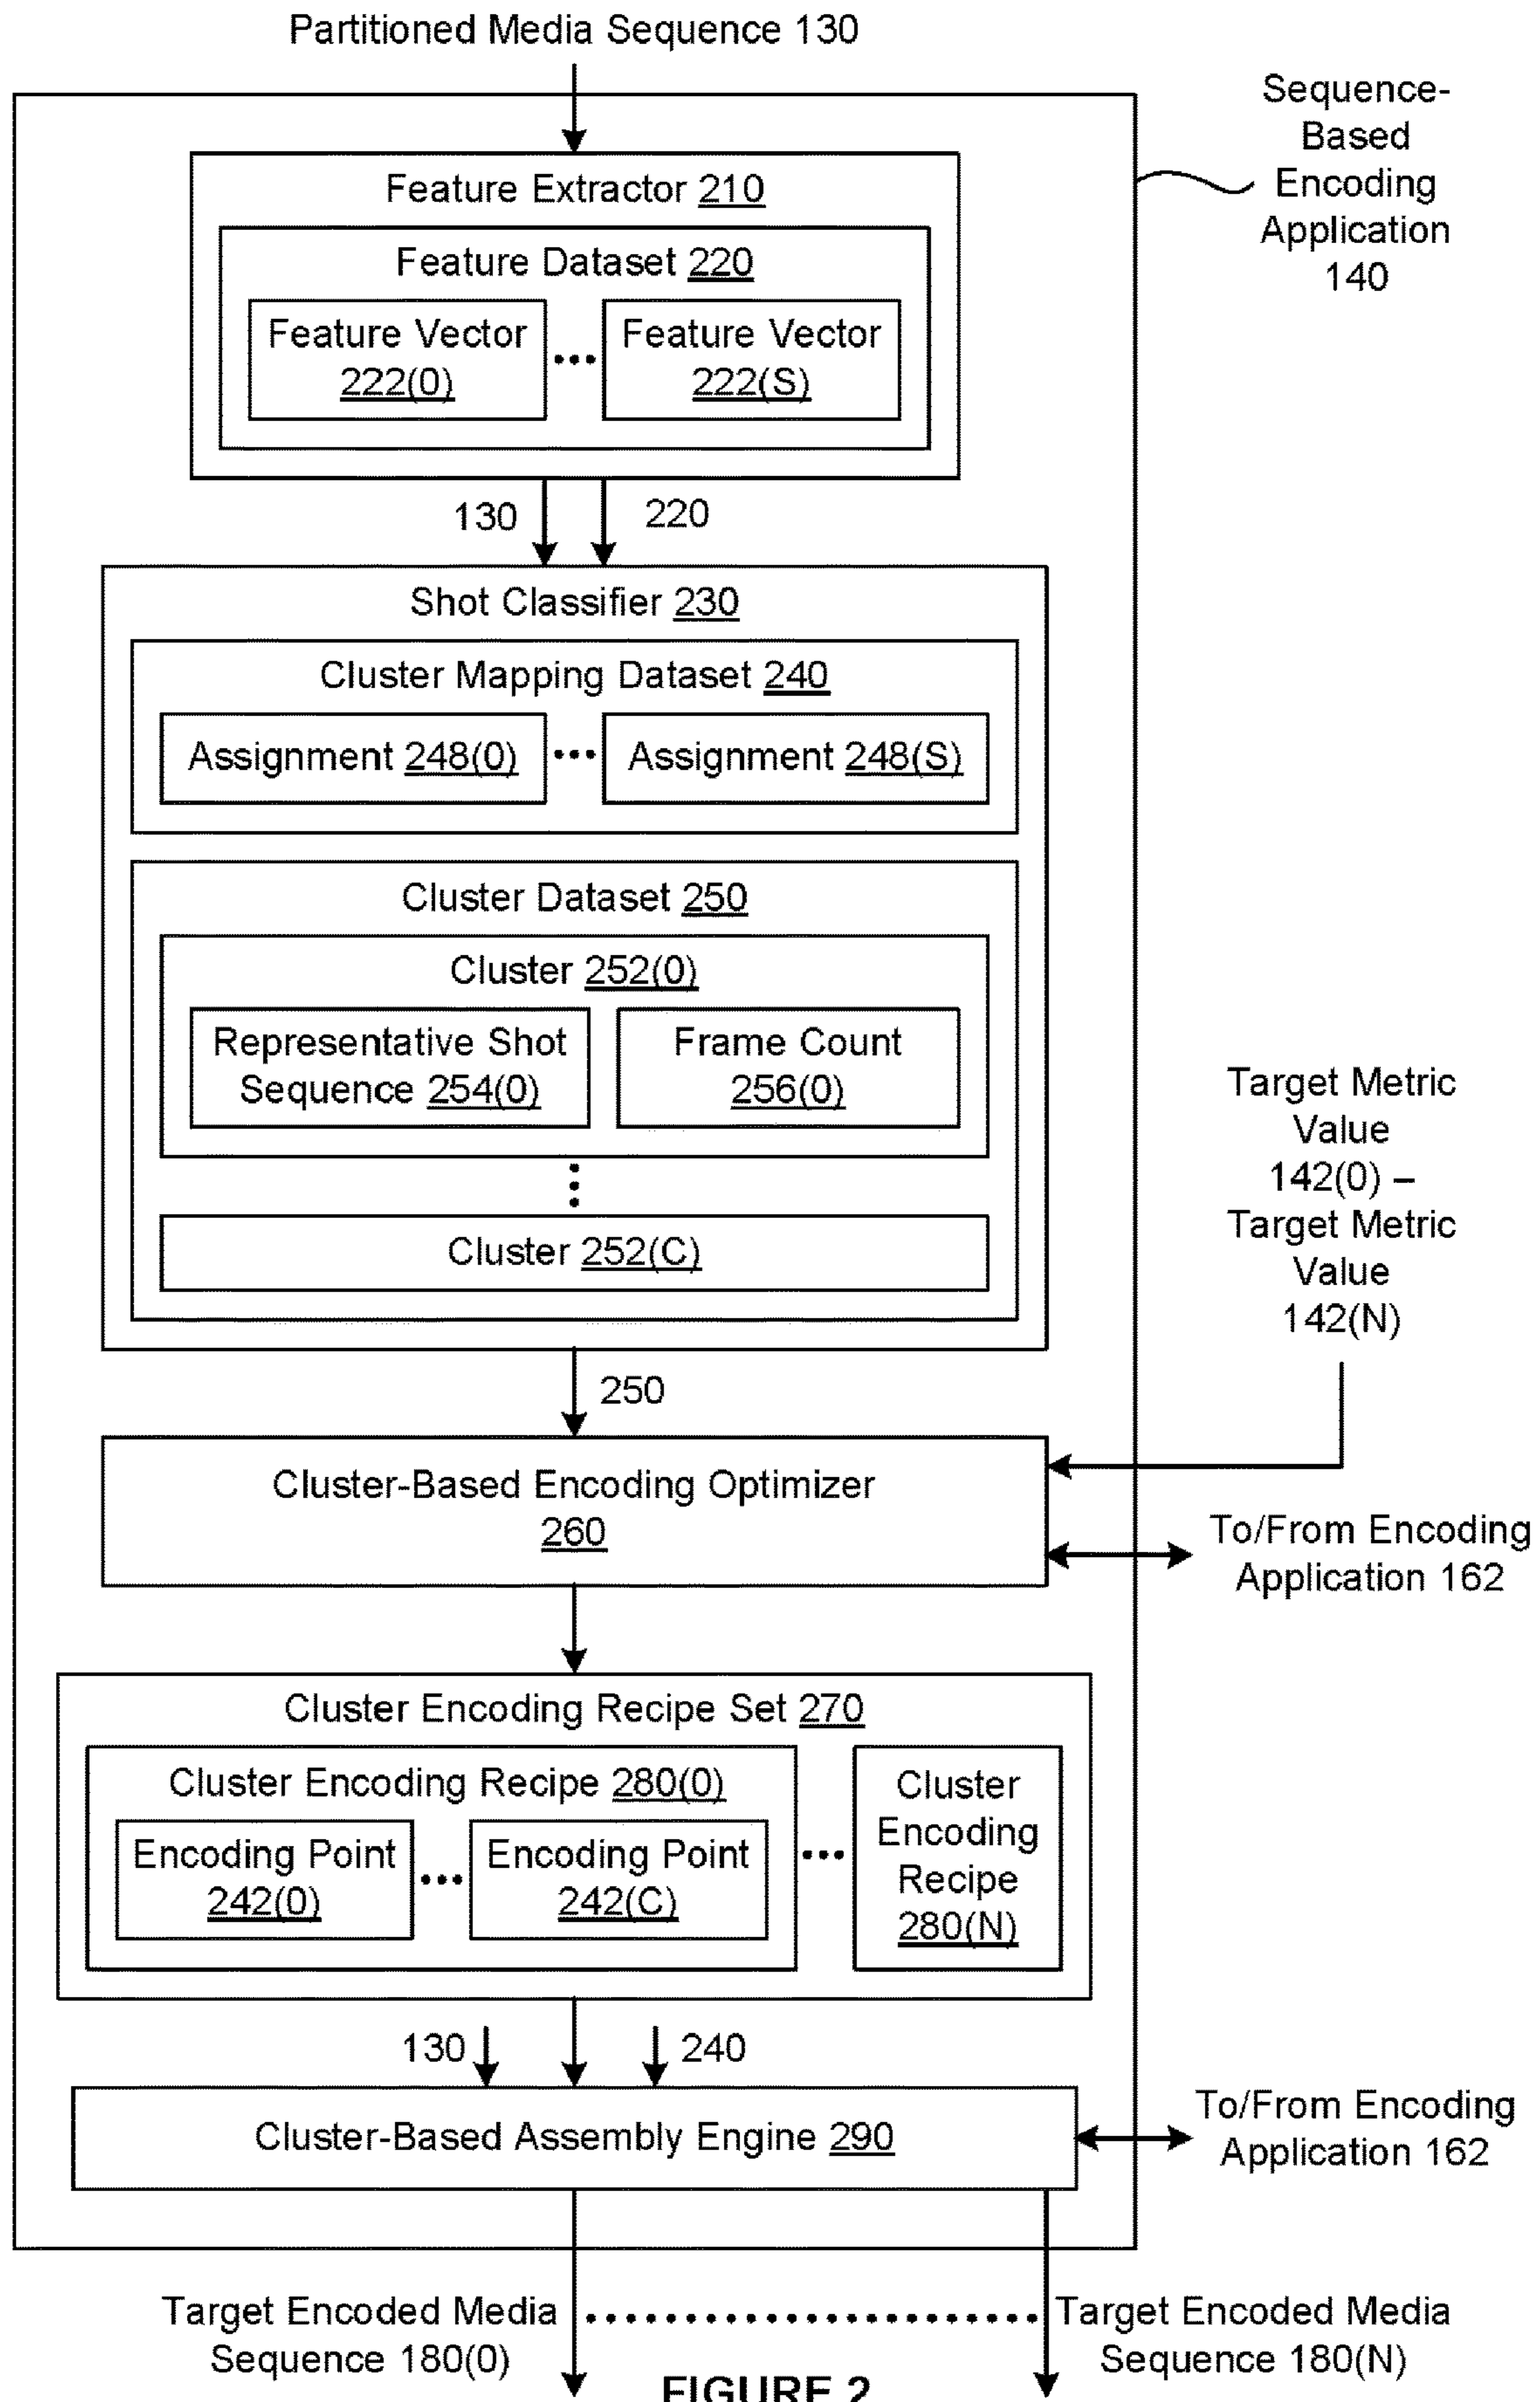 Partitioned Media Sequence 130
Sequence-
Based
Encoding
Application
140
Feature Extractor 210
Feature Dataset 220
Feature Vector
222(0)
Feature Vector
222(S)
130
220
Shot Classifier 230
Cluster Mapping Dataset 240
Assignment 248(0)
Assignment 248(S)
Cluster Dataset 250
Cluster 252(0)
Representative Shot
Sequence 254(0)
Frame Count
256(0)
Cluster 252(C)
Target Metric
Value
142(0) –
Target Metric
Value
142(N)
250
Cluster-Based Encoding Optimizer
260
To/From Encoding
Application 162
Cluster Encoding Recipe Set 270
Cluster Encoding Recipe 280(0)
Encoding Point
242(0)
Encoding Point
242(C)
Cluster
Encoding
Recipe
280(N)
130
240
Cluster-Based Assembly Engine 290
To/From Encoding
Application 162
Target Encoded Media
Sequence 180(0)
Target Encoded Media
Sequence 180(N)
FIGURE 2